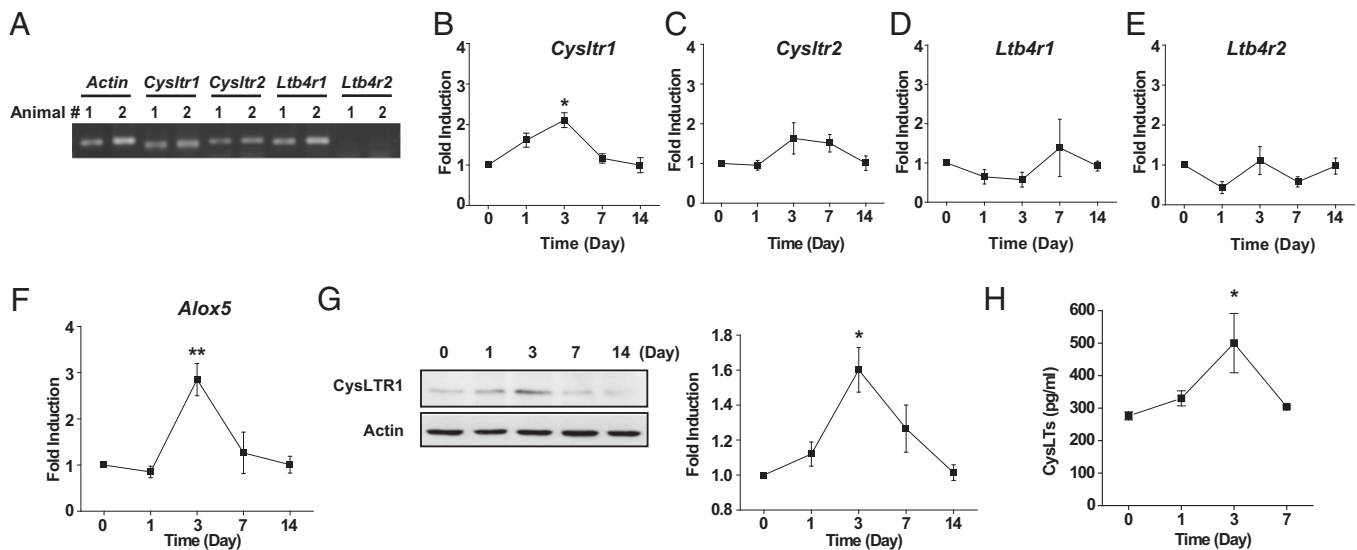 A
Actin Cysltr1 Cysltr2 Ltb4r1 Ltb4r2
Animal # 1 2 1 2 1 2 1 2 1 2
B
Cysltr1
Fold Induction
4
3
2
1
0
*
0 1 3 7 14
Time (Day)
C
Cysltr2
Fold Induction
4
3
2
1
0
0 1 3 7 14
Time (Day)
D
Ltb4r1
Fold Induction
4
3
2
1
0
0 1 3 7 14
Time (Day)
E
Ltb4r2
Fold Induction
4
3
2
1
0
0 1 3 7 14
Time (Day)
F
Alox5
Fold Induction
4
3
2
1
0
**
0 1 3 7 14
Time (Day)
G
0 1 3 7 14 (Day)
CysLTR1
Actin
Fold Induction
1.8
1.6
1.4
1.2
1.0
0.8
*
0 1 3 7 14
Time (Day)
H
CysLTs (pg/ml)
600
500
400
300
200
100
0
*
0 1 3 7
Time (Day)